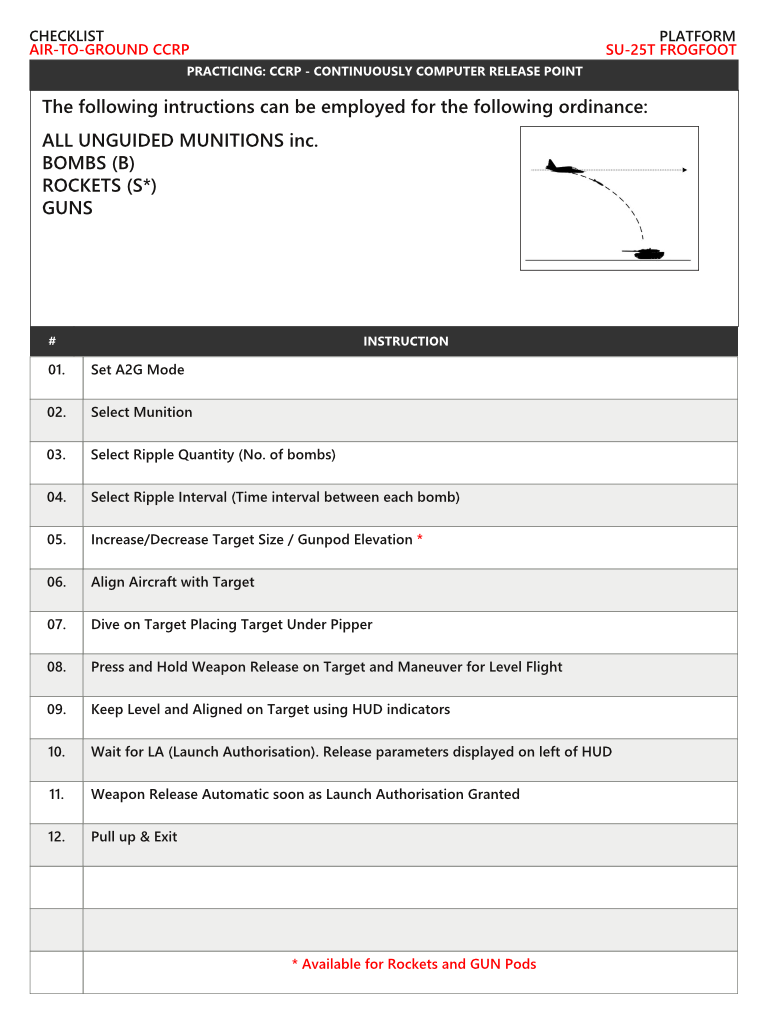 CHECKLIST
PLATFORM
AIR-TO-GROUND CCRP
SU-25T FROGFOOT
PRACTICING: CCRP - CONTINUOUSLY COMPUTER RELEASE POINT
The following intructions can be employed for the following ordinance:
ALL UNGUIDED MUNITIONS inc.
BOMBS (B)
ROCKETS (S*)
GUNS
# INSTRUCTION
01. Set A2G Mode
02. Select Munition
03. Select Ripple Quantity (No. of bombs)
04. Select Ripple Interval (Time interval between each bomb)
05. Increase/Decrease Target Size / Gunpod Elevation *
06. Align Aircraft with Target
07. Dive on Target Placing Target Under Pipper
08. Press and Hold Weapon Release on Target and Maneuver for Level Flight
09. Keep Level and Aligned on Target using HUD indicators
10. Wait for LA (Launch Authorisation). Release parameters displayed on left of HUD
11. Weapon Release Automatic soon as Launch Authorisation Granted
12. Pull up & Exit
* Available for Rockets and GUN Pods